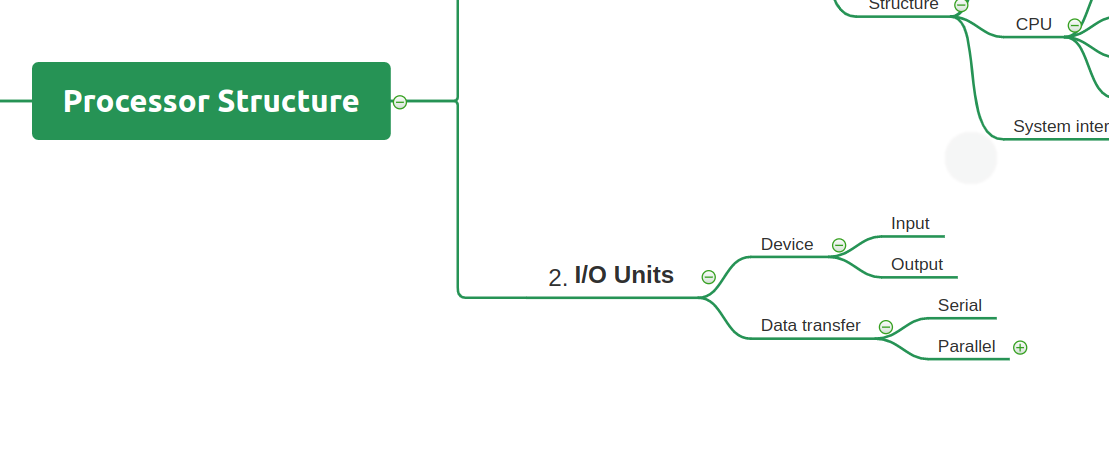 Structure
CPU
Processor Structure
System inter
Input
Device
Output
2. I/O Units
Serial
Data transfer
Parallel